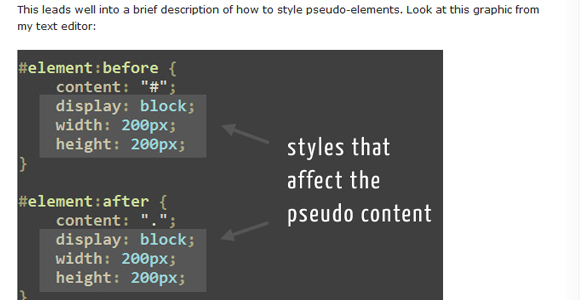 This leads well into a brief description of how to style pseudo-elements. Look at this graphic from
my text editor:
#element:before {
content: "#";
display: block;
width: 200px;
height: 200px;
}
styles that
affect the
pseudo content
#element:after {
content: ".";
display: block;
width: 200px;
height: 200px;
}